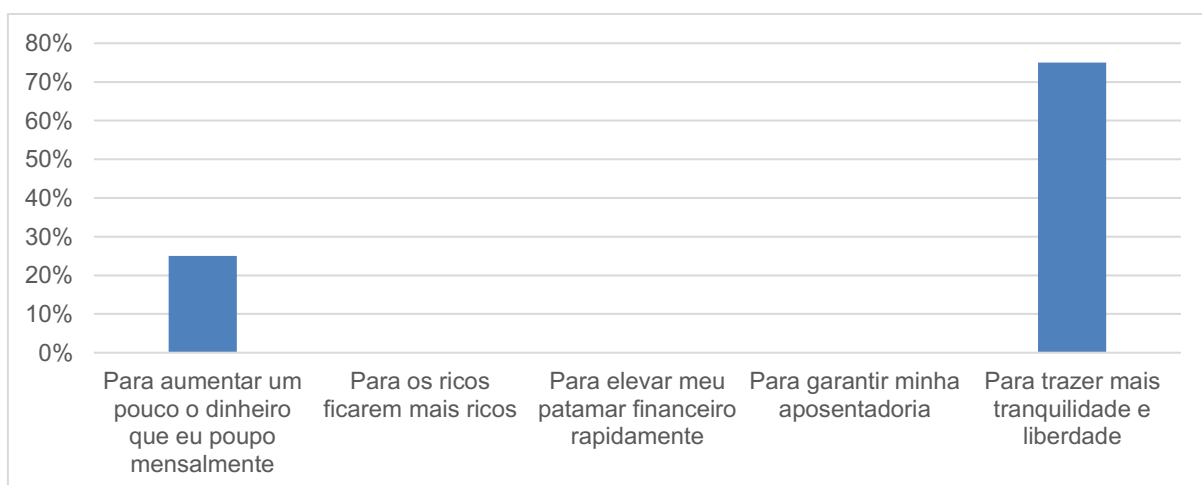 80%
70%
60%
50%
40%
30%
20%
10%
0%
Para aumentar um
pouco o dinheiro
que eu poupo
mensalmente
Para os ricos
ficarem mais ricos
Para elevar meu
patamar financeiro
rapidamente
Para garantir minha
aposentadoria
Para trazer mais
tranquilidade e
liberdade